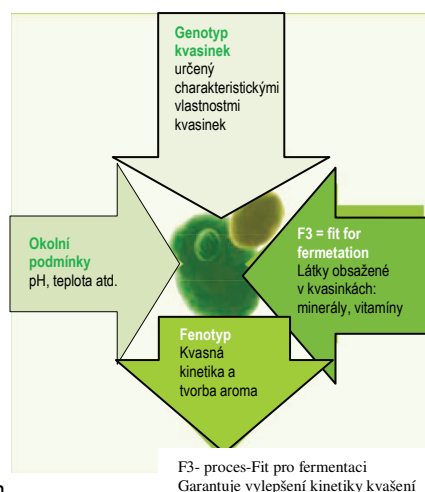 Genotyp
kvasinek
určený
charakteristickými
vlastnostmi
kvasinek
Okolní
podmínky
pH, teplota atd.
F3 = fit for
fermetation
Látky obsažené
v kvasinkách:
minerály, vitamíny
Fenotyp
Kvasná
kinetika a
tvorba aroma
F3- proces-Fit pro fermentaci
Garantuje vylepšení kinetiky kvašení